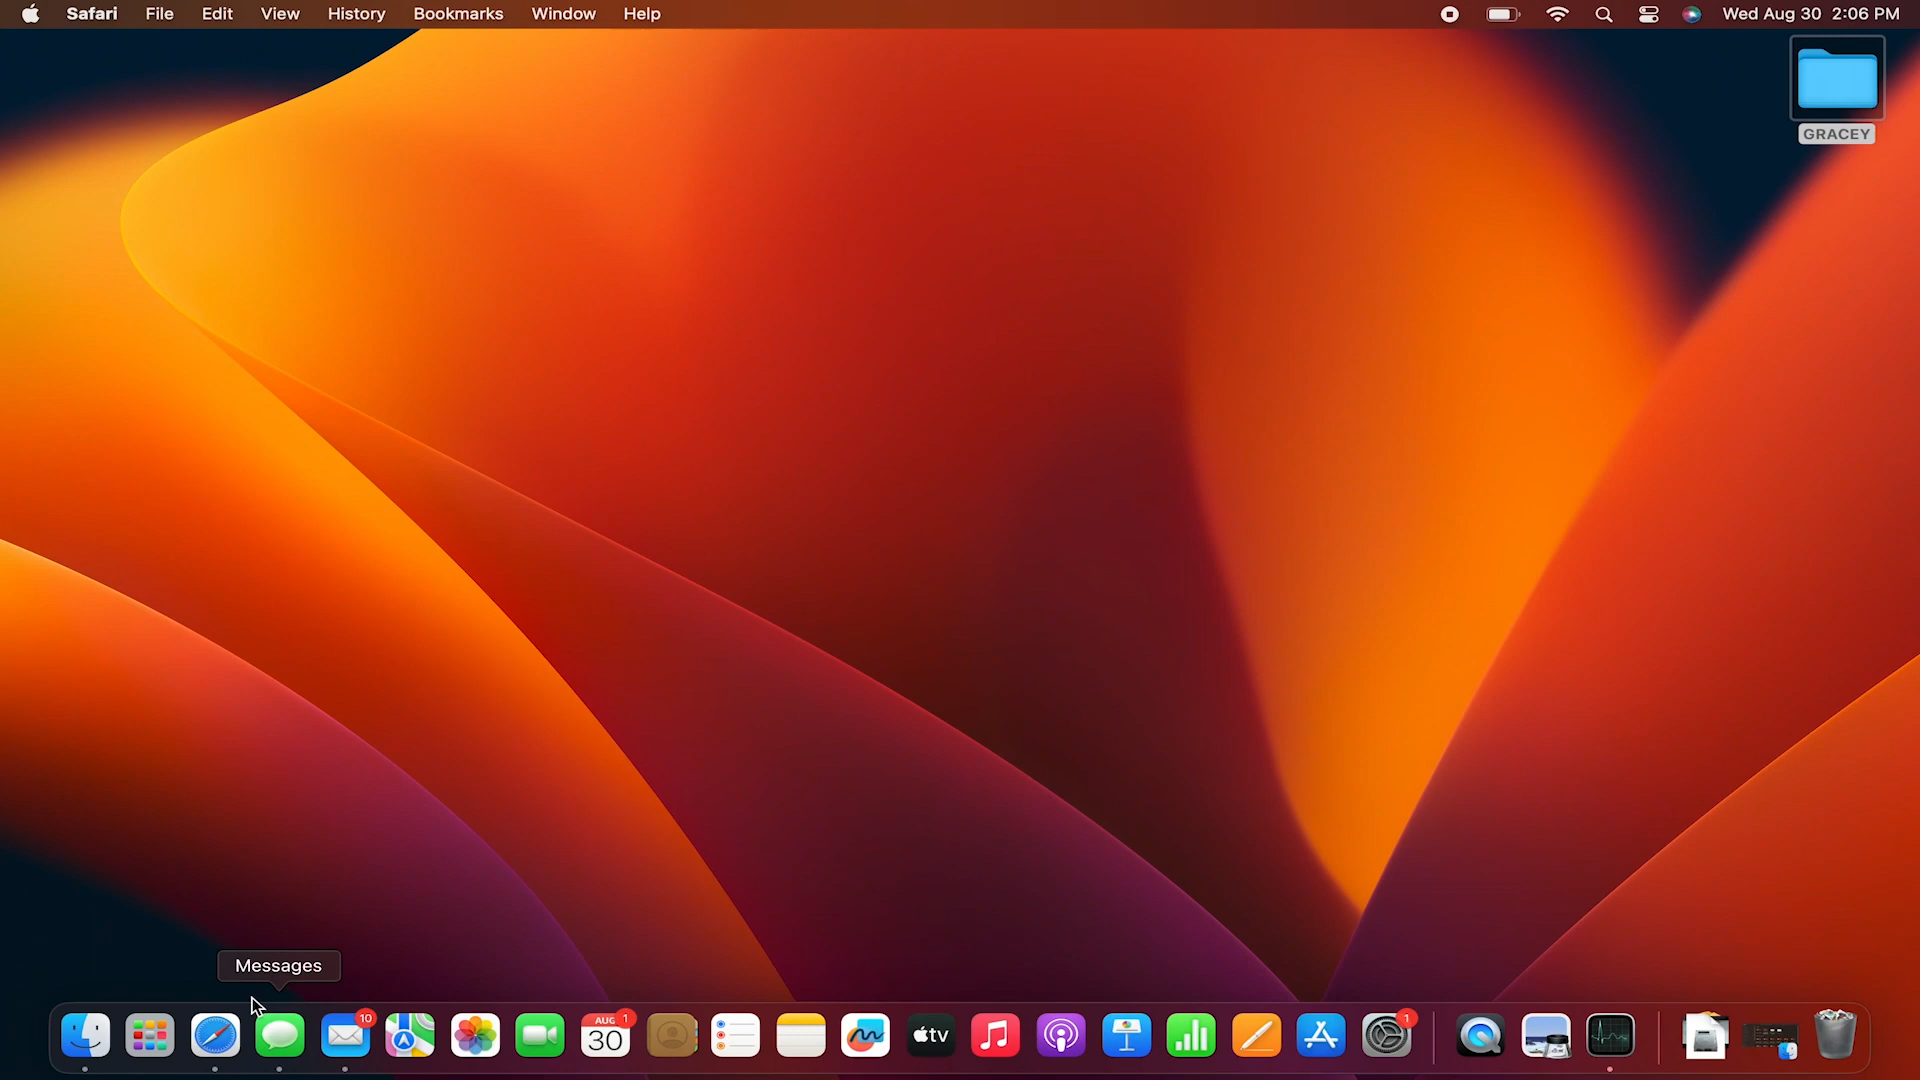 Safari File Edit View History Bookmarks Window Help Wed Aug 30 2:06 PM
GRACEY
Messages
10
AUG 1
30
tv
1